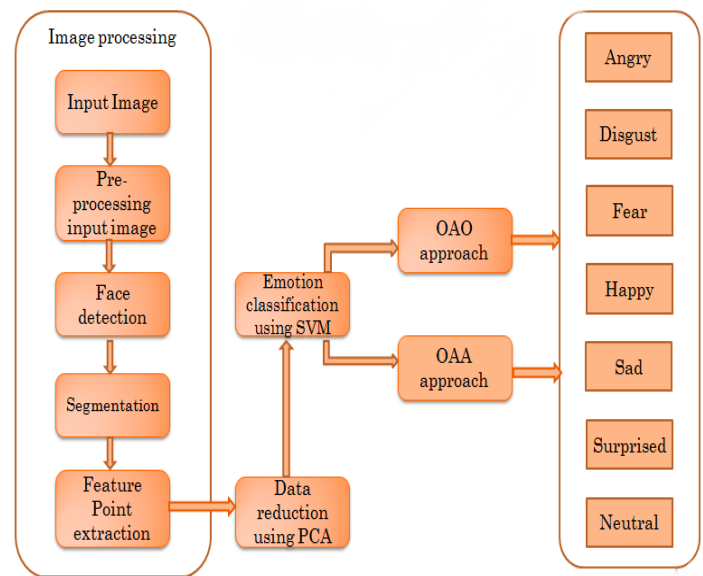 Image processing
Input Image
Pre-
processing
input image
Face
detection
Segmentation
Feature
Point
extraction
Data
reduction
using PCA
Emotion
classification
using SVM
OAO
approach
OAA
approach
Angry
Disgust
Fear
Happy
Sad
Surprised
Neutral